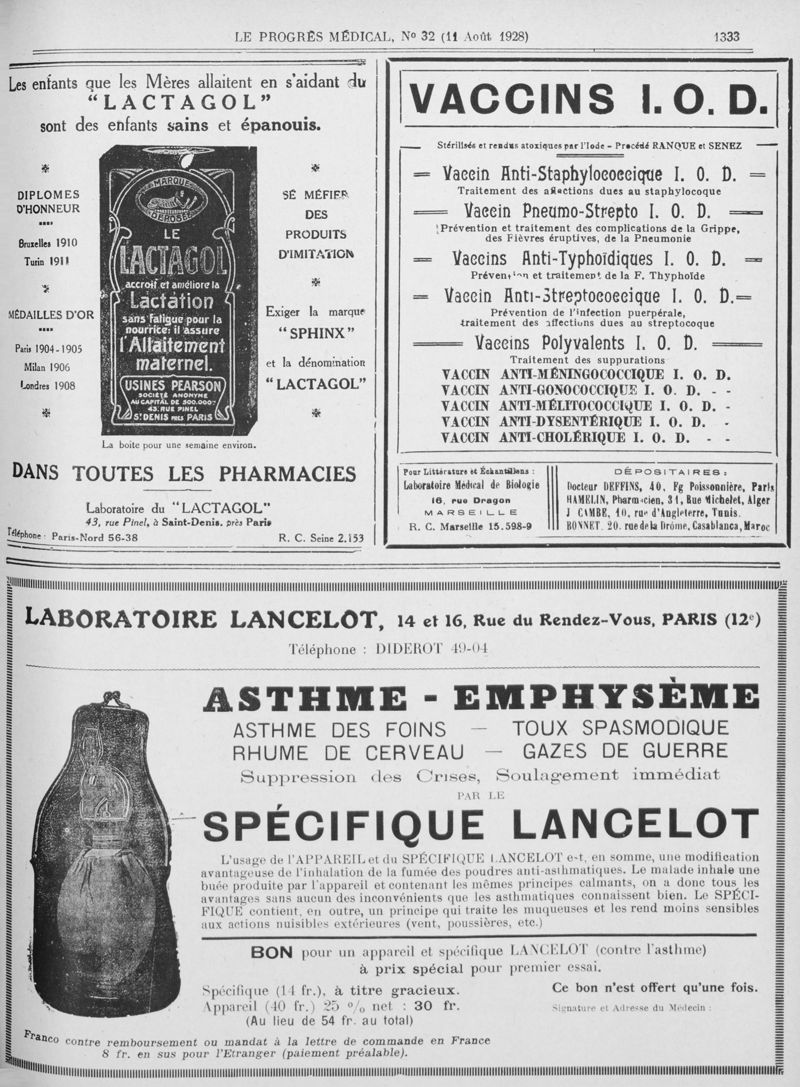 LE PROGRÈS MÉDICAL, No 32 (11 Août 1928) 1333
Les enfants que les Mères allaitent en s'aidant du
"LACTAGOL"
sont des enfants sains et épanouis.
DIPLOMES
D'HONNEUR
Bruxelles 1910
Turin 1911
MÉDAILLES D'OR
Paris 1904-1905
Milan 1906
Londres 1908
MARQUE
DÉPOSÉE
LE
LACTAGOL
accroît et améliore la
Lactation
sans fatigue pour la
nourrice: il assure
l'Allaitement
maternel.
USINES PEARSON
SOCIÉTÉ ANONYME
AU CAPITAL DE 500.000F
43. RUE PINEL
ST DENIS PRÈS PARIS
SÉ MÉFIER
DES
PRODUITS
D'IMITATION
Exiger la marque
"SPHINX"
et la dénomination
"LACTAGOL"
La boite pour une semaine environ.
DANS TOUTES LES PHARMACIES
Laboratoire du "LACTAGOL"
43, rue Pinel, à Saint-Denis, près Paris
Téléphone : Paris-Nord 56-38 R. C. Seine 2.153
VACCINS I. O. D.
Stérilisés et rendus atoxiques par l'Iode - Procédé RANQUE et SENEZ
= Vaccin Anti-Staphylococcique I. O. D. =
Traitement des affections dues au staphylocoque
= Vaccin Pneumo-Strepto I. O. D. =
Prévention et traitement des complications de la Grippe,
des Fièvres éruptives, de la Pneumonie
= Vaccins Anti-Typhoïdiques I. O. D. =
Prévention et traitement de la F. Thyphoïde
= Vaccin Anti-Streptococcique I. O. D. =
Prévention de l'infection puerpérale,
traitement des affections dues au streptocoque
= Vaccins Polyvalents I. O. D. =
Traitement des suppurations
VACCIN ANTI-MÉNINGOCOCCIQUE I. O. D.
VACCIN ANTI-GONOCOCCIQUE I. O. D. - -
VACCIN ANTI-MÉLITOCOCCIQUE I. O. D. -
VACCIN ANTI-DYSENTÉRIQUE I. O. D. -
VACCIN ANTI-CHOLÉRIQUE I. O. D. - -
Pour Littérature et Échantillons :
Laboratoire Médical de Biologie
16, rue Dragon
MARSEILLE
R. C. Marseille 15.598-9
DÉPOSITAIRES :
Docteur DEFFINS, 40, Fg Poissonnière, Paris
HAMELIN, Pharmacien, 31, Rue Michelet, Alger
J CAMBE, 10, rue d'Angleterre, Tunis.
BONNET, 20. rue de la Drôme, Casablanca, Maroc
LABORATOIRE LANCELOT, 14 et 16, Rue du Rendez-Vous, PARIS (12e)
Téléphone : DIDEROT 49-04
ASTHME - EMPHYSÈME
ASTHME DES FOINS — TOUX SPASMODIQUE
RHUME DE CERVEAU — GAZES DE GUERRE
Suppression des Crises, Soulagement immédiat
PAR LE
SPÉCIFIQUE LANCELOT
L'usage de l'APPAREIL et du SPÉCIFIQUE LANCELOT est, en somme, une modification
avantageuse de l'inhalation de la fumée des poudres anti-asthmatiques. Le malade inhale une
buée produite par l'appareil et contenant les mêmes principes calmants, on a donc tous les
avantages sans aucun des inconvénients que les asthmatiques connaissent bien. Le SPÉCI-
FIQUE contient, en outre, un principe qui traite les muqueuses et les rend moins sensibles
aux actions nuisibles extérieures (vent, poussières, etc.)
BON pour un appareil et spécifique LANCELOT (contre l'asthme)
à prix spécial pour premier essai.
Spécifique (14 fr.), à titre gracieux.
Appareil (40 fr.) 25 % net : 30 fr.
(Au lieu de 54 fr. au total)
Ce bon n'est offert qu'une fois.
Signature et Adresse du Médecin :
Franco contre remboursement ou mandat à la lettre de commande en France
8 fr. en sus pour l'Etranger (paiement préalable).